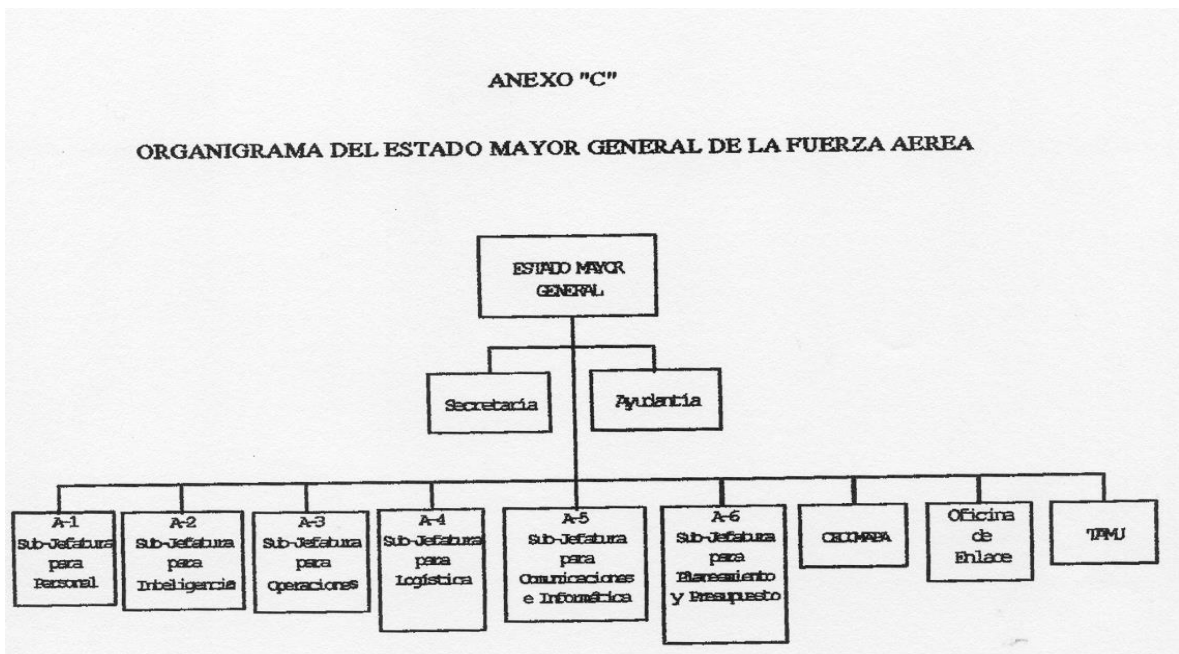 ANEXO "C"
ORGANIGRAMA DEL ESTADO MAYOR GENERAL DE LA FUERZA AEREA
ESTADO MAYOR
GENERAL
Secretaría
Ayudantía
A-1
Sub-Jefatura
para
Personal
A-2
Sub-Jefatura
para
Inteligencia
A-3
Sub-Jefatura
para
Operaciones
A-4
Sub-Jefatura
para
Logística
A-5
Sub-Jefatura
para
Comunicaciones
e Informática
A-6
Sub-Jefatura
para
Planeamiento
y Presupuesto
Oficina
de
Enlace